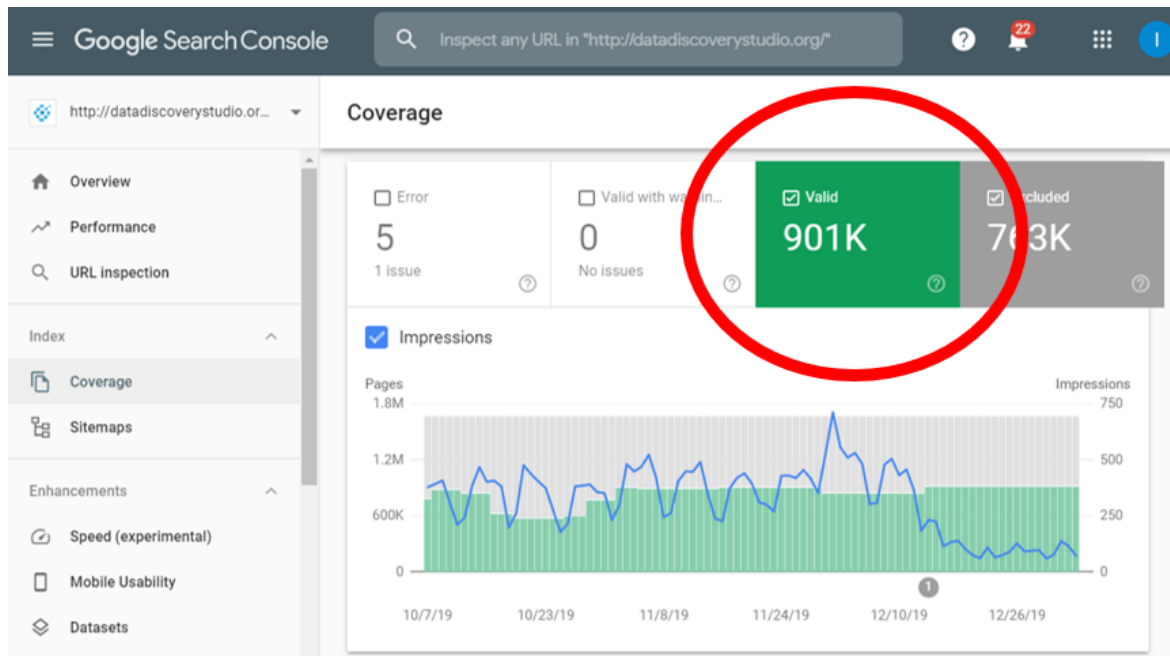 Google Search Console
Inspect any URL in "http://datadiscoverystudio.org/"
22
I
http://datadiscoverystudio.or...
Coverage
Overview
Performance
URL inspection
Index
Coverage
Sitemaps
Enhancements
Speed (experimental)
Mobile Usability
Datasets
Error
5
1 issue
Valid with warnin...
0
No issues
Valid
901K
Excluded
763K
Impressions
Pages
Impressions
1.8M
750
1.2M
500
600K
250
0
0
1
10/7/19 10/23/19 11/8/19 11/24/19 12/10/19 12/26/19